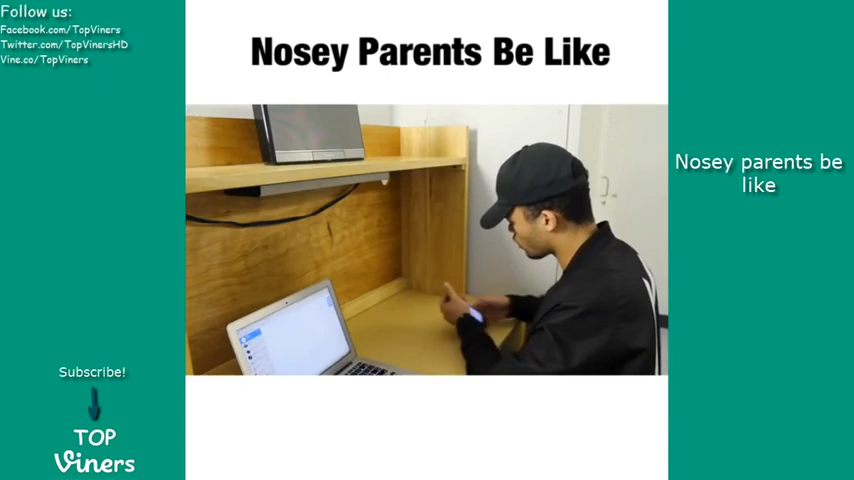 Follow us:
Facebook.com/TopViners
Twitter.com/TopVinersHD
Vine.co/TopViners
Nosey Parents Be Like
Nosey parents be
like
Subscribe!
TOP
Viners